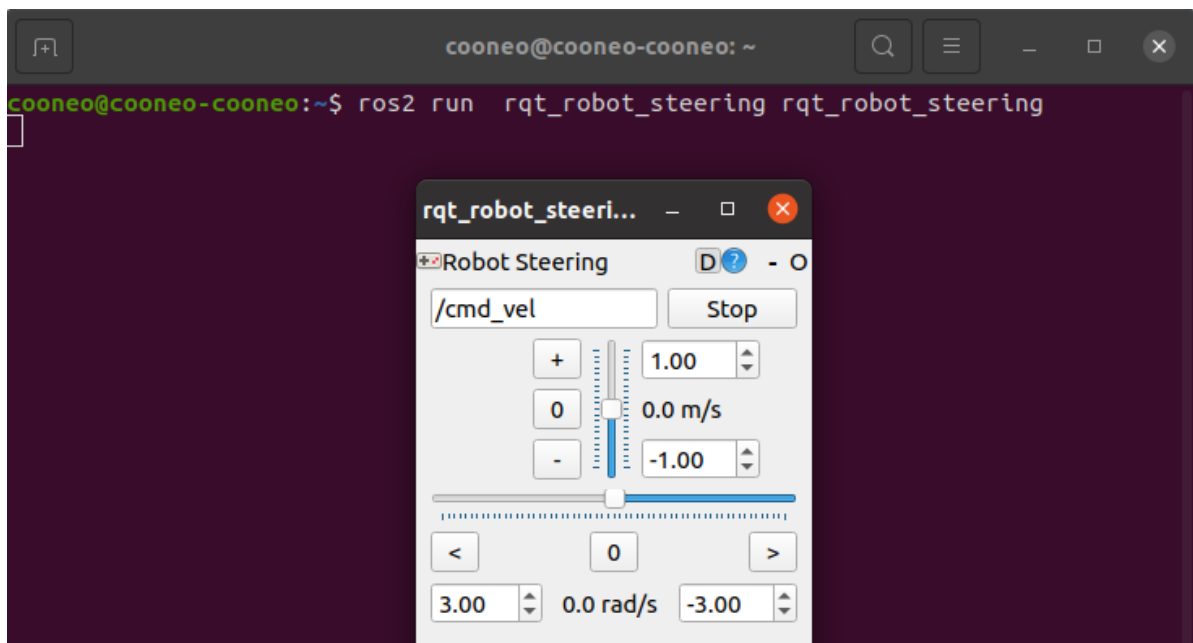 cooneo@cooneo-cooneo: ~
cooneo@cooneo-cooneo:~$ ros2 run  rqt_robot_steering rqt_robot_steering
rqt_robot_steeri...
Robot Steering D ? - O
/cmd_vel Stop
+ 1.00
0 0.0 m/s
- -1.00
< 0 >
3.00 0.0 rad/s -3.00